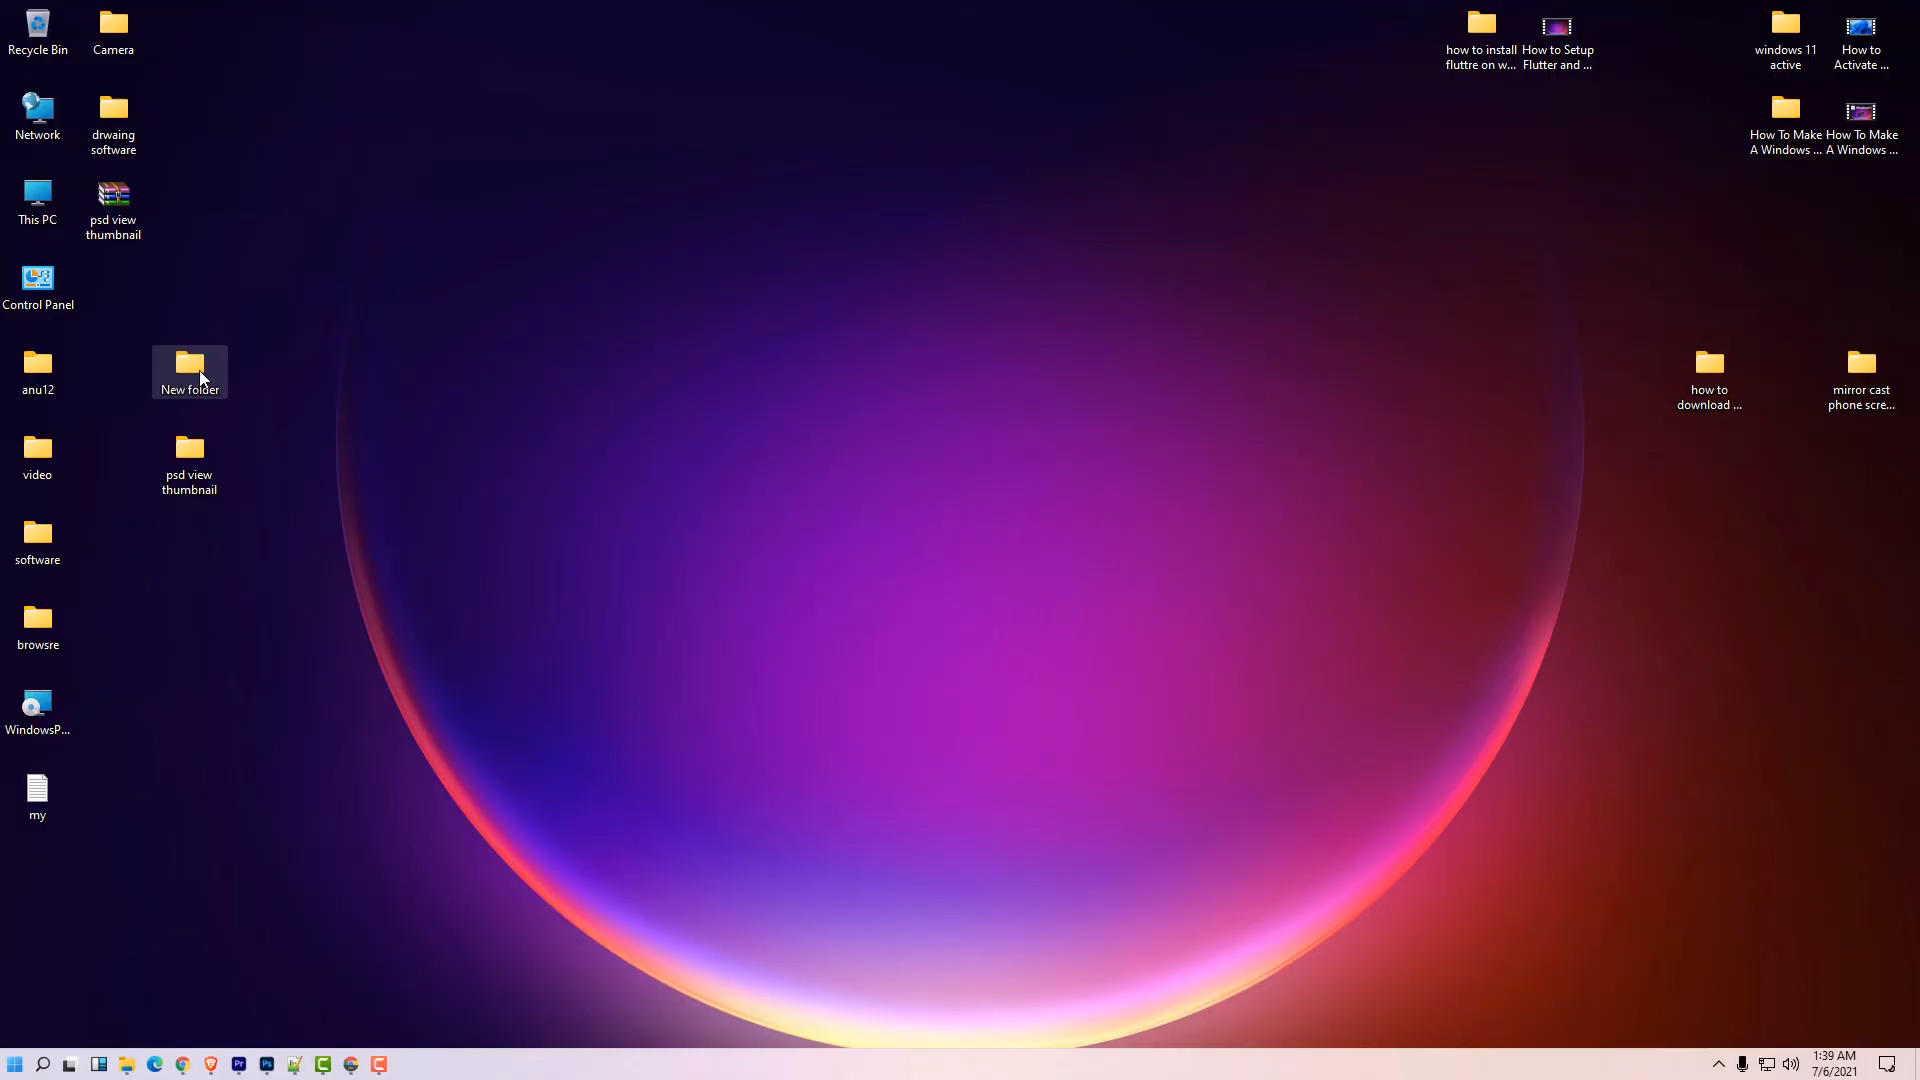 Recycle Bin
Camera
how to install
fluttre on w...
How to Setup
Flutter and ...
windows 11
active
How to
Activate ...
Network
drwaing
software
How To Make
A Windows ...
How To Make
A Windows ...
This PC
psd view
thumbnail
Control Panel
anu12
New folder
how to
download ...
mirror cast
phone scre...
video
psd view
thumbnail
software
browsre
WindowsP...
my
Pr
Ps
1:39 AM
7/6/2021